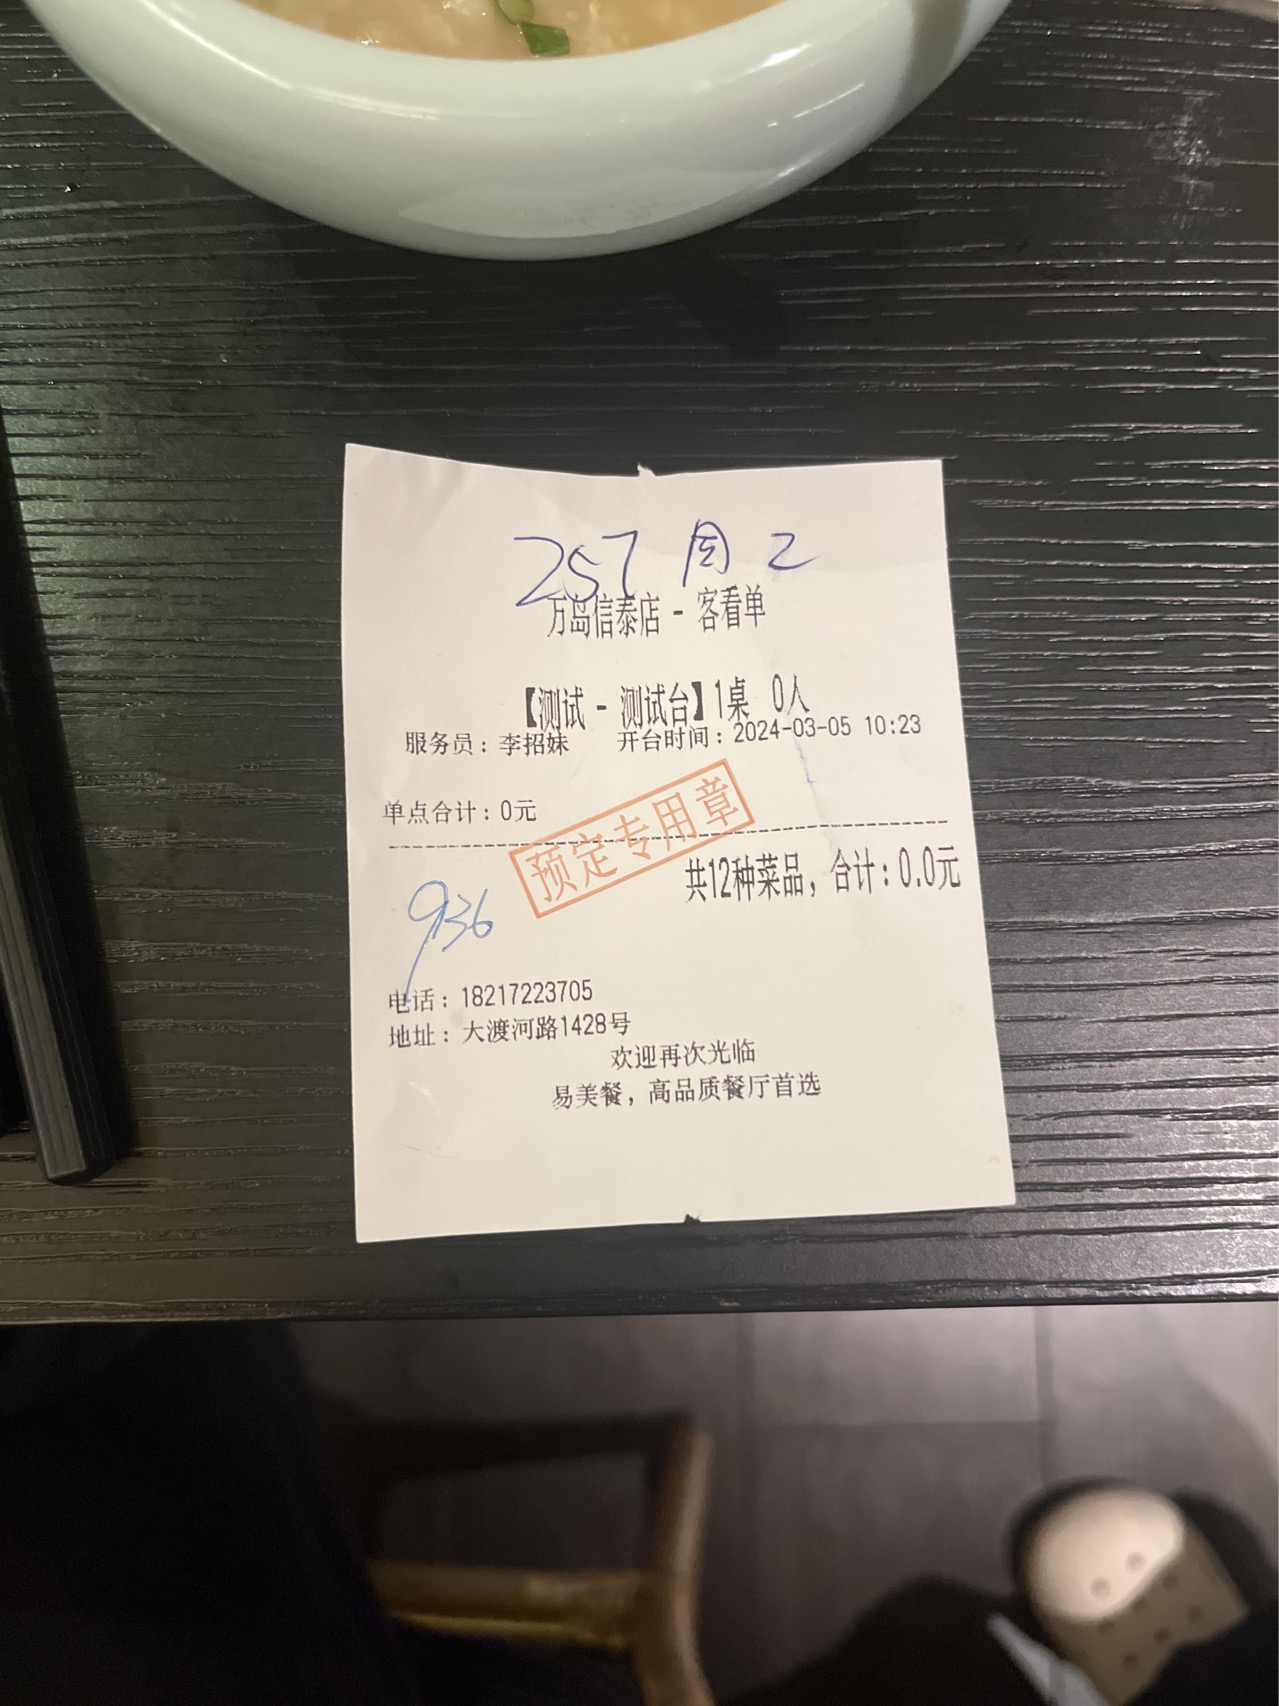 257 周2
万岛信泰店 - 客看单
【测试 - 测试台】1桌 0人
服务员：李招妹 开台时间：2024-03-05 10:23
单点合计：0元
预定专用章
共12种菜品，合计：0.0元
936
电话：18217223705
地址：大渡河路1428号
欢迎再次光临
易美餐，高品质餐厅首选